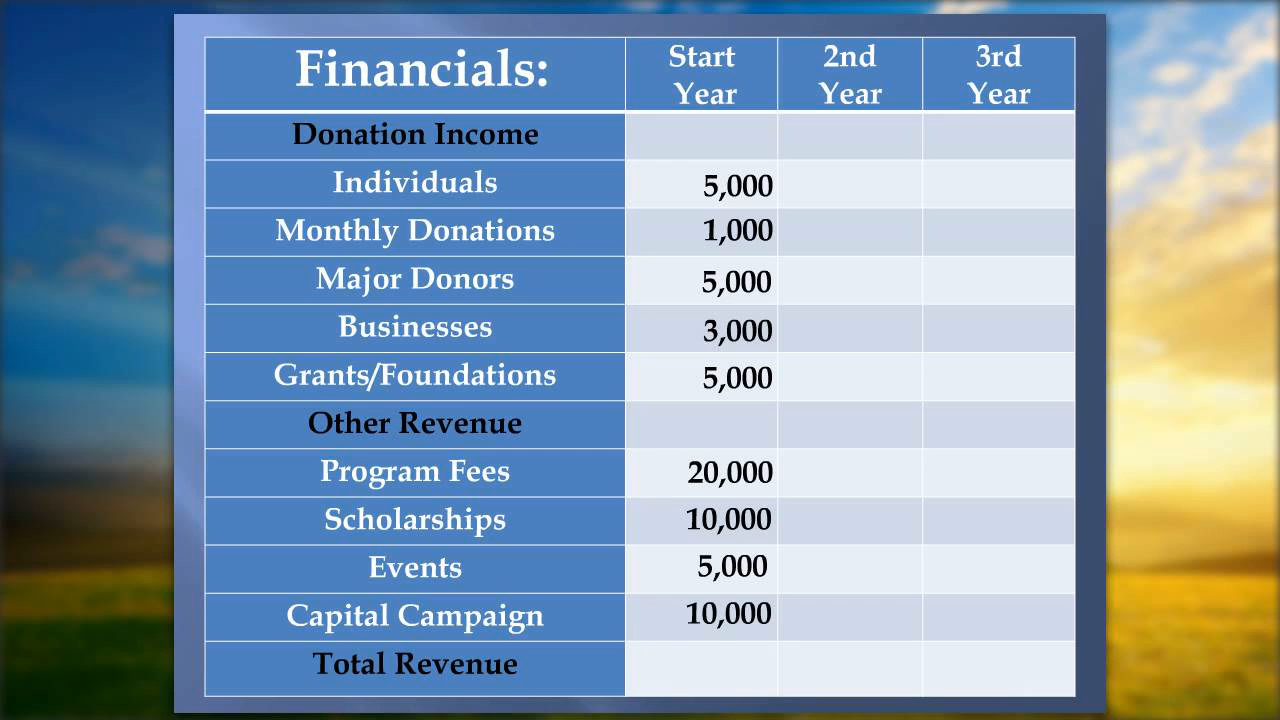 Financials: Start Year 2nd Year 3rd Year
Donation Income
Individuals 5,000
Monthly Donations 1,000
Major Donors 5,000
Businesses 3,000
Grants/Foundations 5,000
Other Revenue
Program Fees 20,000
Scholarships 10,000
Events 5,000
Capital Campaign 10,000
Total Revenue